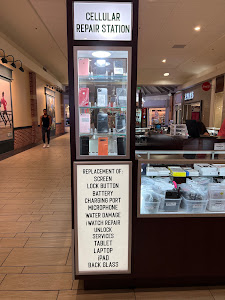 CELLULAR
REPAIR STATION
REPLACEMENT OF:
SCREEN
LOCK BUTTON
BATTERY
CHARGING PORT
MICROPHONE
WATER DAMAGE
iWATCH REPAIR
UNLOCK
SERVICES
TABLET
LAPTOP
iPAD
BACK GLASS